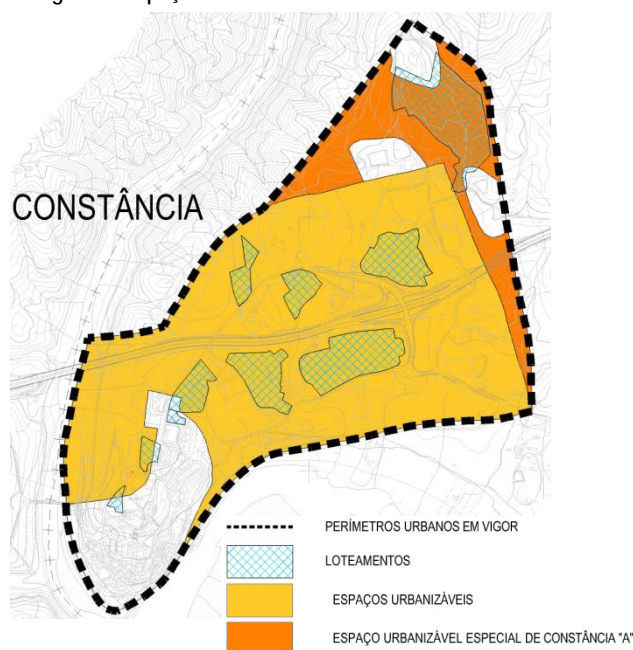 CONSTÂNCIA
PERÍMETROS URBANOS EM VIGOR
LOTEAMENTOS
ESPAÇOS URBANIZÁVEIS
ESPAÇO URBANIZÁVEL ESPECIAL DE CONSTÂNCIA "A"